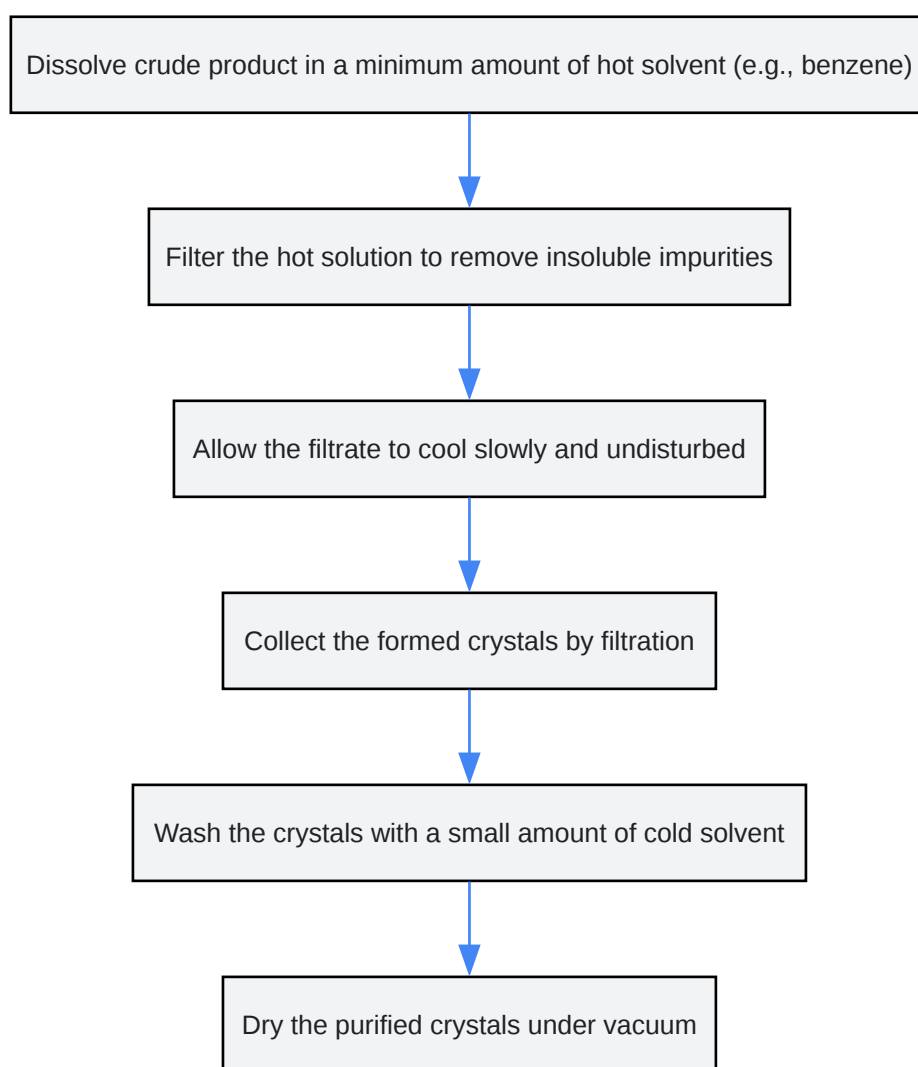 Dissolve crude product in a minimum amount of hot solvent (e.g., benzene)
Filter the hot solution to remove insoluble impurities
Allow the filtrate to cool slowly and undisturbed
Collect the formed crystals by filtration
Wash the crystals with a small amount of cold solvent
Dry the purified crystals under vacuum